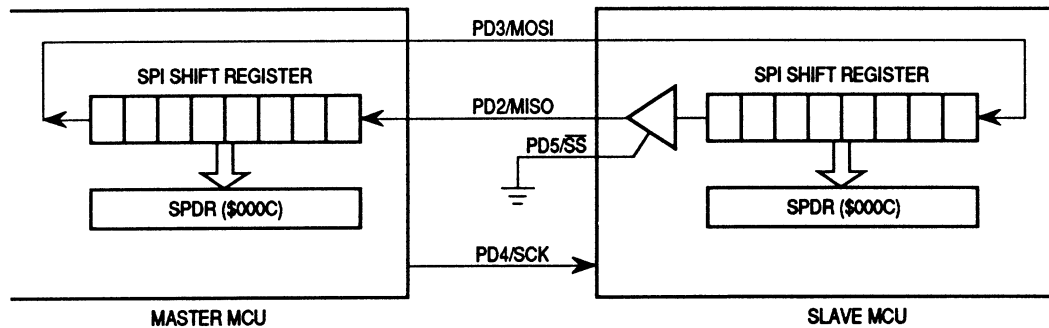 PD3/MOSI
SPI SHIFT REGISTER
SPI SHIFT REGISTER
PD2/MISO
PD5/S̅S̅
SPDR ($000C)
SPDR ($000C)
PD4/SCK
MASTER MCU
SLAVE MCU